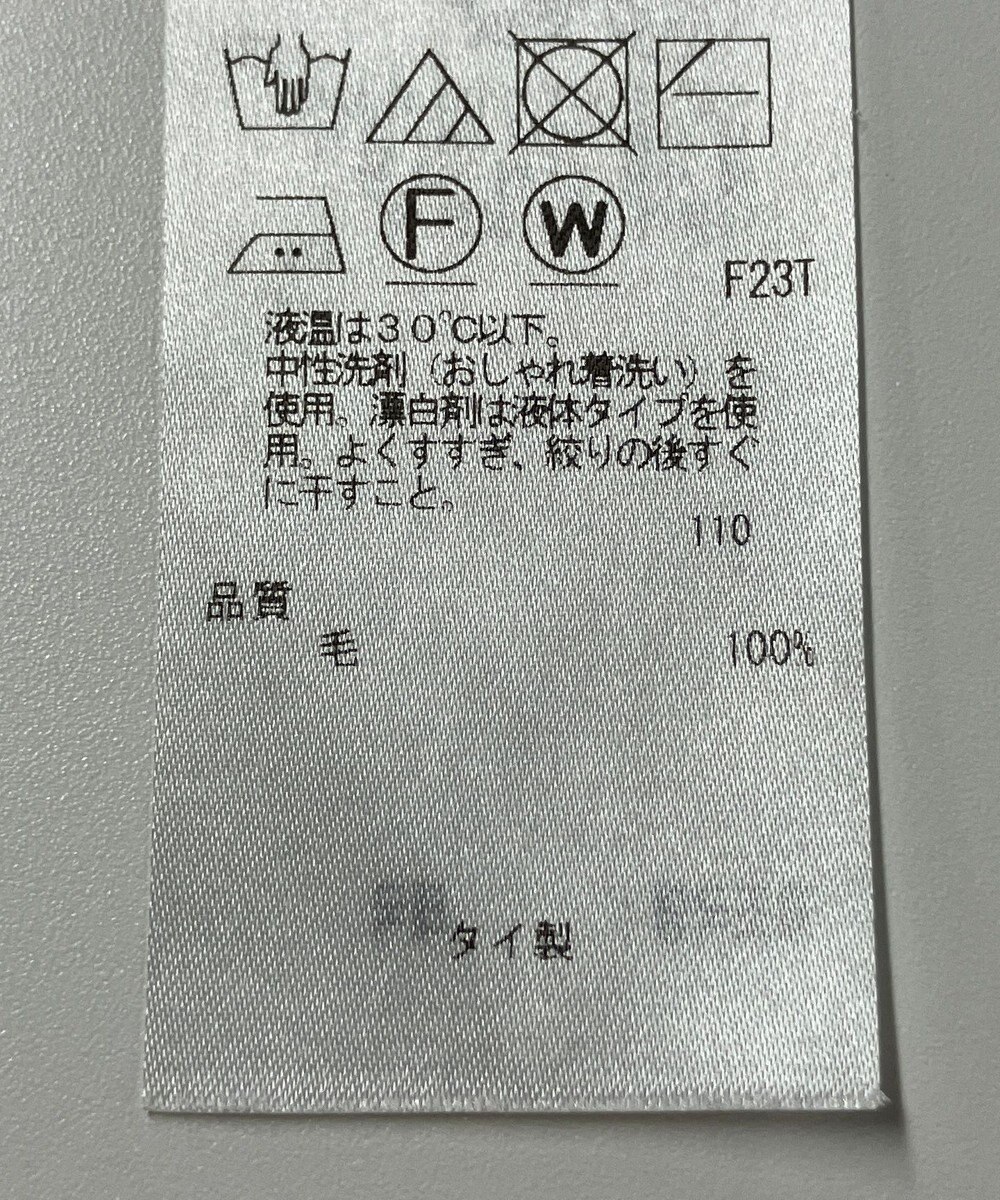 F W
F23T
液温は30℃以下。
中性洗剤(おしゃれ着洗い)を
使用。漂白剤は液体タイプを使
用。よくすすぎ、絞りの後すぐ
に干すこと。
110
品質
毛 100%
タイ製